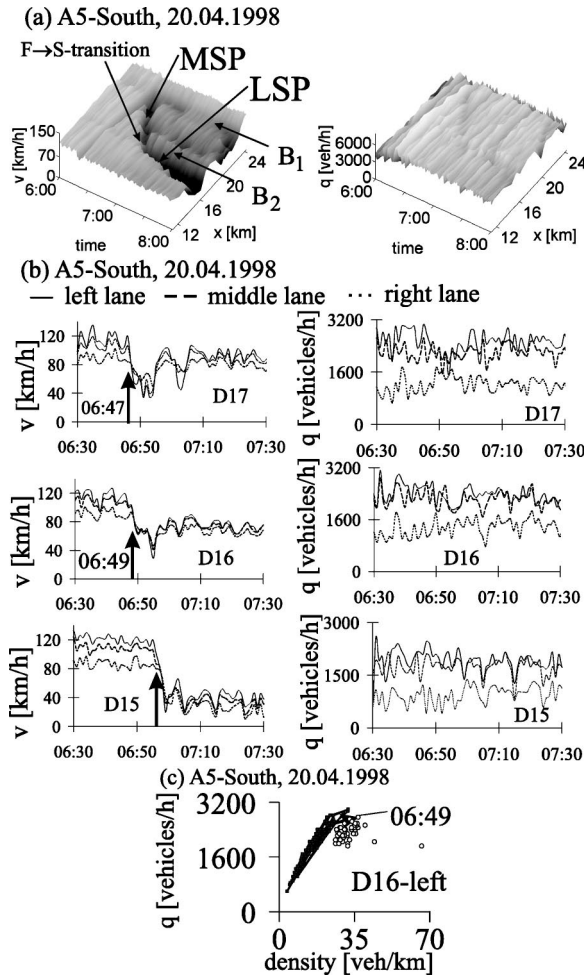 (a) A5-South, 20.04.1998
F→S-transition
MSP
LSP
B1
B2
v [km/h]
150
70
0
6:00
7:00
8:00
time
12
16
20
24
x [km]
q [veh/h]
6000
3000
0
6:00
7:00
8:00
time
12
16
20
24
x [km]
(b) A5-South, 20.04.1998
left lane middle lane right lane
v [km/h]
120
80
40
0
06:47
D17
06:30 06:50 07:10 07:30
q [vehicles/h]
3200
1600
0
D17
06:30 06:50 07:10 07:30
v [km/h]
120
80
40
0
06:49
D16
06:30 06:50 07:10 07:30
q [vehicles/h]
3200
1600
0
D16
06:30 06:50 07:10 07:30
v [km/h]
120
80
40
0
D15
06:30 06:50 07:10 07:30
q [vehicles/h]
3000
1500
0
D15
06:30 06:50 07:10 07:30
(c) A5-South, 20.04.1998
q [vehicles/h]
3200
1600
0
06:49
D16-left
0 35 70
density [veh/km]